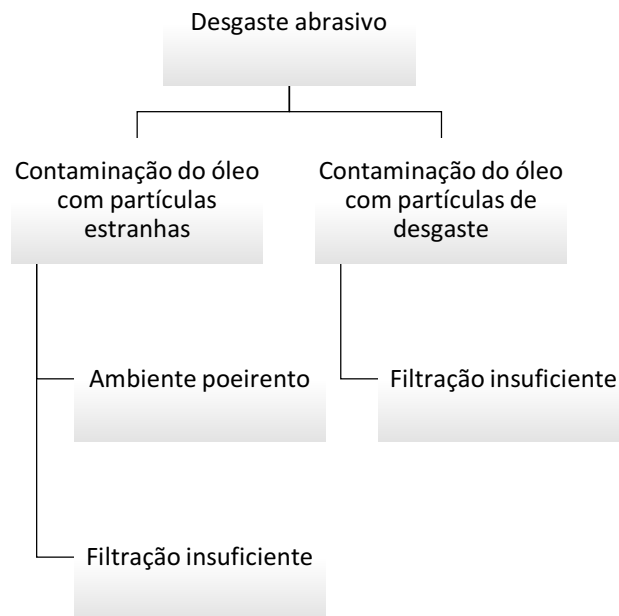 Desgaste abrasivo
Contaminação do óleo
com partículas
estranhas
Contaminação do óleo
com partículas de
desgaste
Ambiente poeirento
Filtração insuficiente
Filtração insuficiente